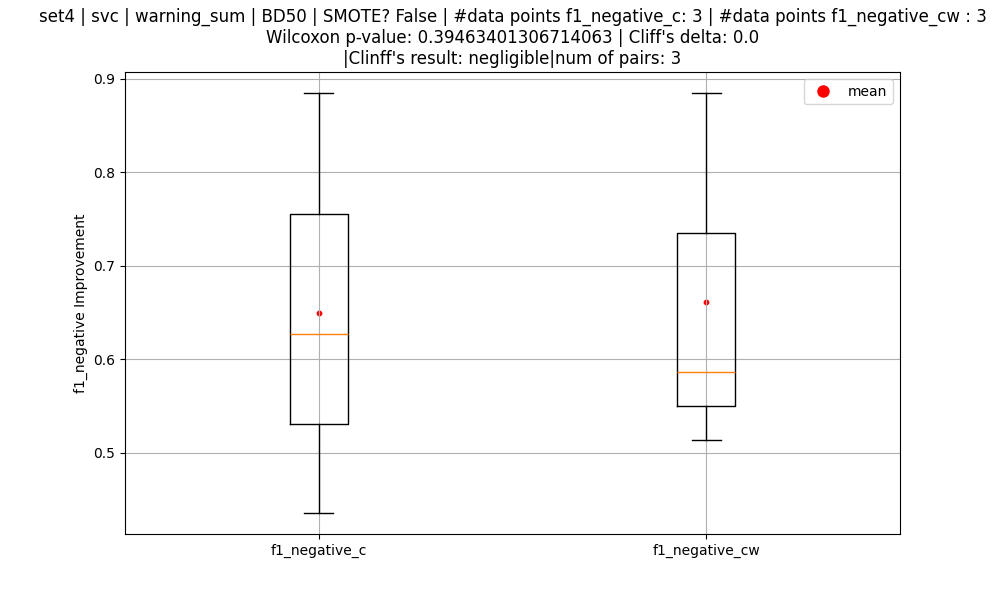 set4 | svc | warning_sum | BD50 | SMOTE? False | #data points f1_negative_c: 3 | #data points f1_negative_cw : 3
Wilcoxon p-value: 0.39463401306714063 | Cliff's delta: 0.0
|Clinff's result: negligible|num of pairs: 3
mean
0.9
0.8
0.7
0.6
0.5
f1_negative Improvement
f1_negative_c
f1_negative_cw